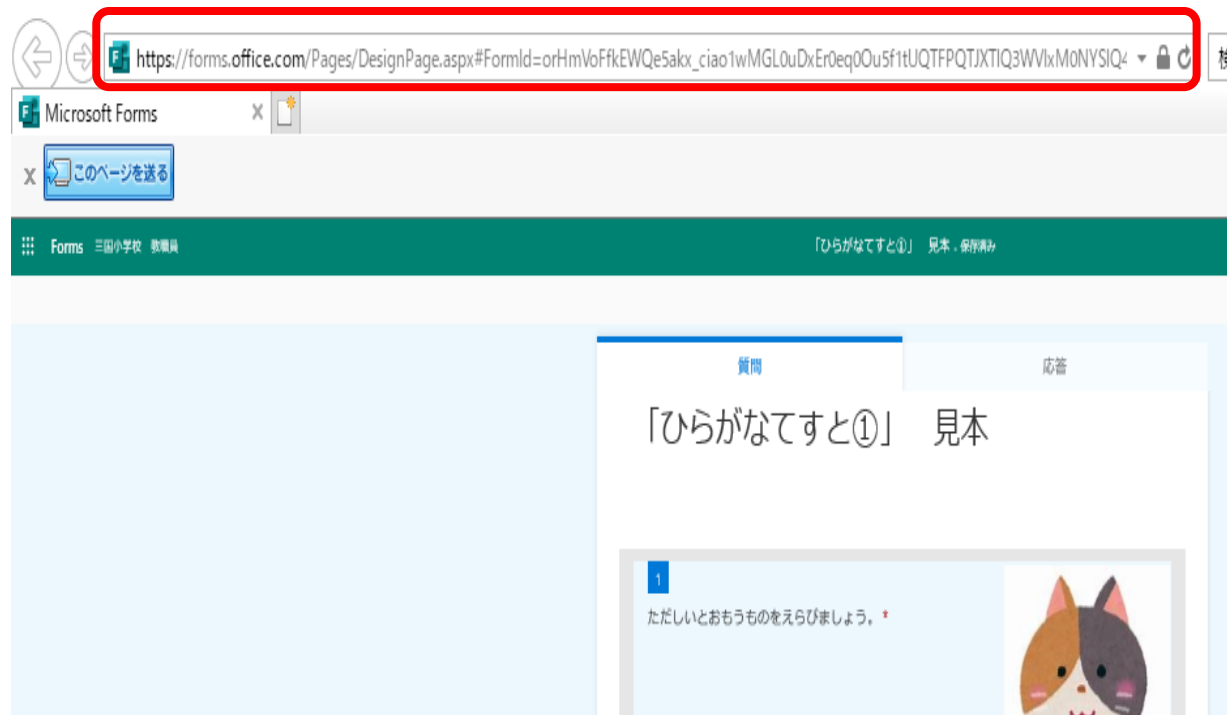 https://forms.office.com/Pages/DesignPage.aspx#FormId=orHmVoFfkEWQe5akx_ciao1wMGL0uDxEr0eq0Ou5f1tUQTFPQTJXTlQ3WVlxM0NYSlQ4
検
Microsoft Forms X
x このページを送る
Forms 三国小学校 教職員 「ひらがなてすと①」 見本 - 保存済み
質問 応答
「ひらがなてすと①」 見本
1
ただしいとおもうものをえらびましょう。*